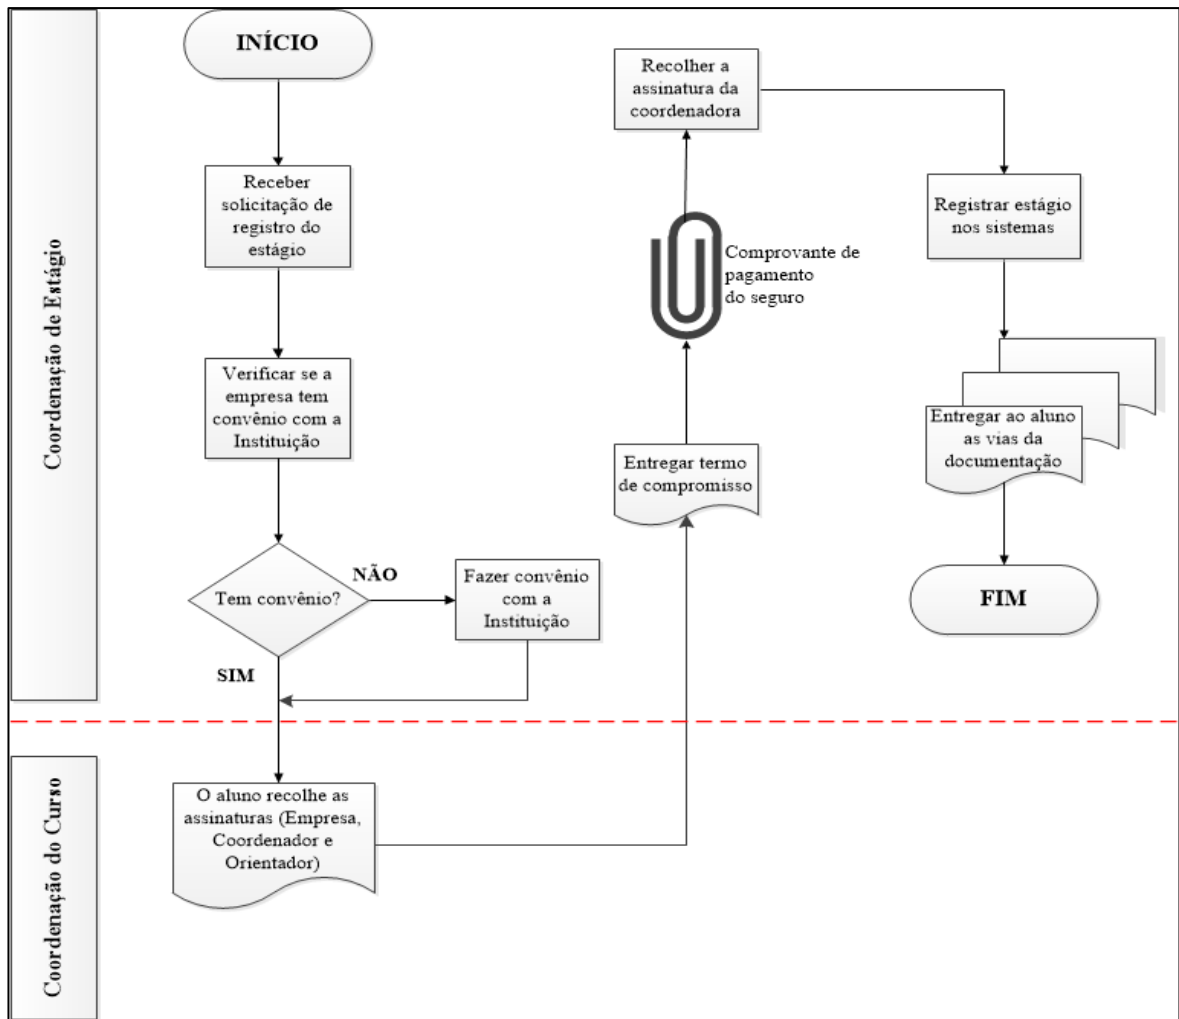 Coordenação de Estágio
INÍCIO
Receber
solicitação de
registro do
estágio
Verificar se a
empresa tem
convênio com a
Instituição
Tem convênio?
NÃO
Fazer convênio
com a
Instituição
SIM
Coordenação do Curso
O aluno recolhe as
assinaturas (Empresa,
Coordenador e
Orientador)
Entregar termo
de compromisso
Comprovante de
pagamento
do seguro
Recolher a
assinatura da
coordenadora
Registrar estágio
nos sistemas
Entregar ao aluno
as vias da
documentação
FIM